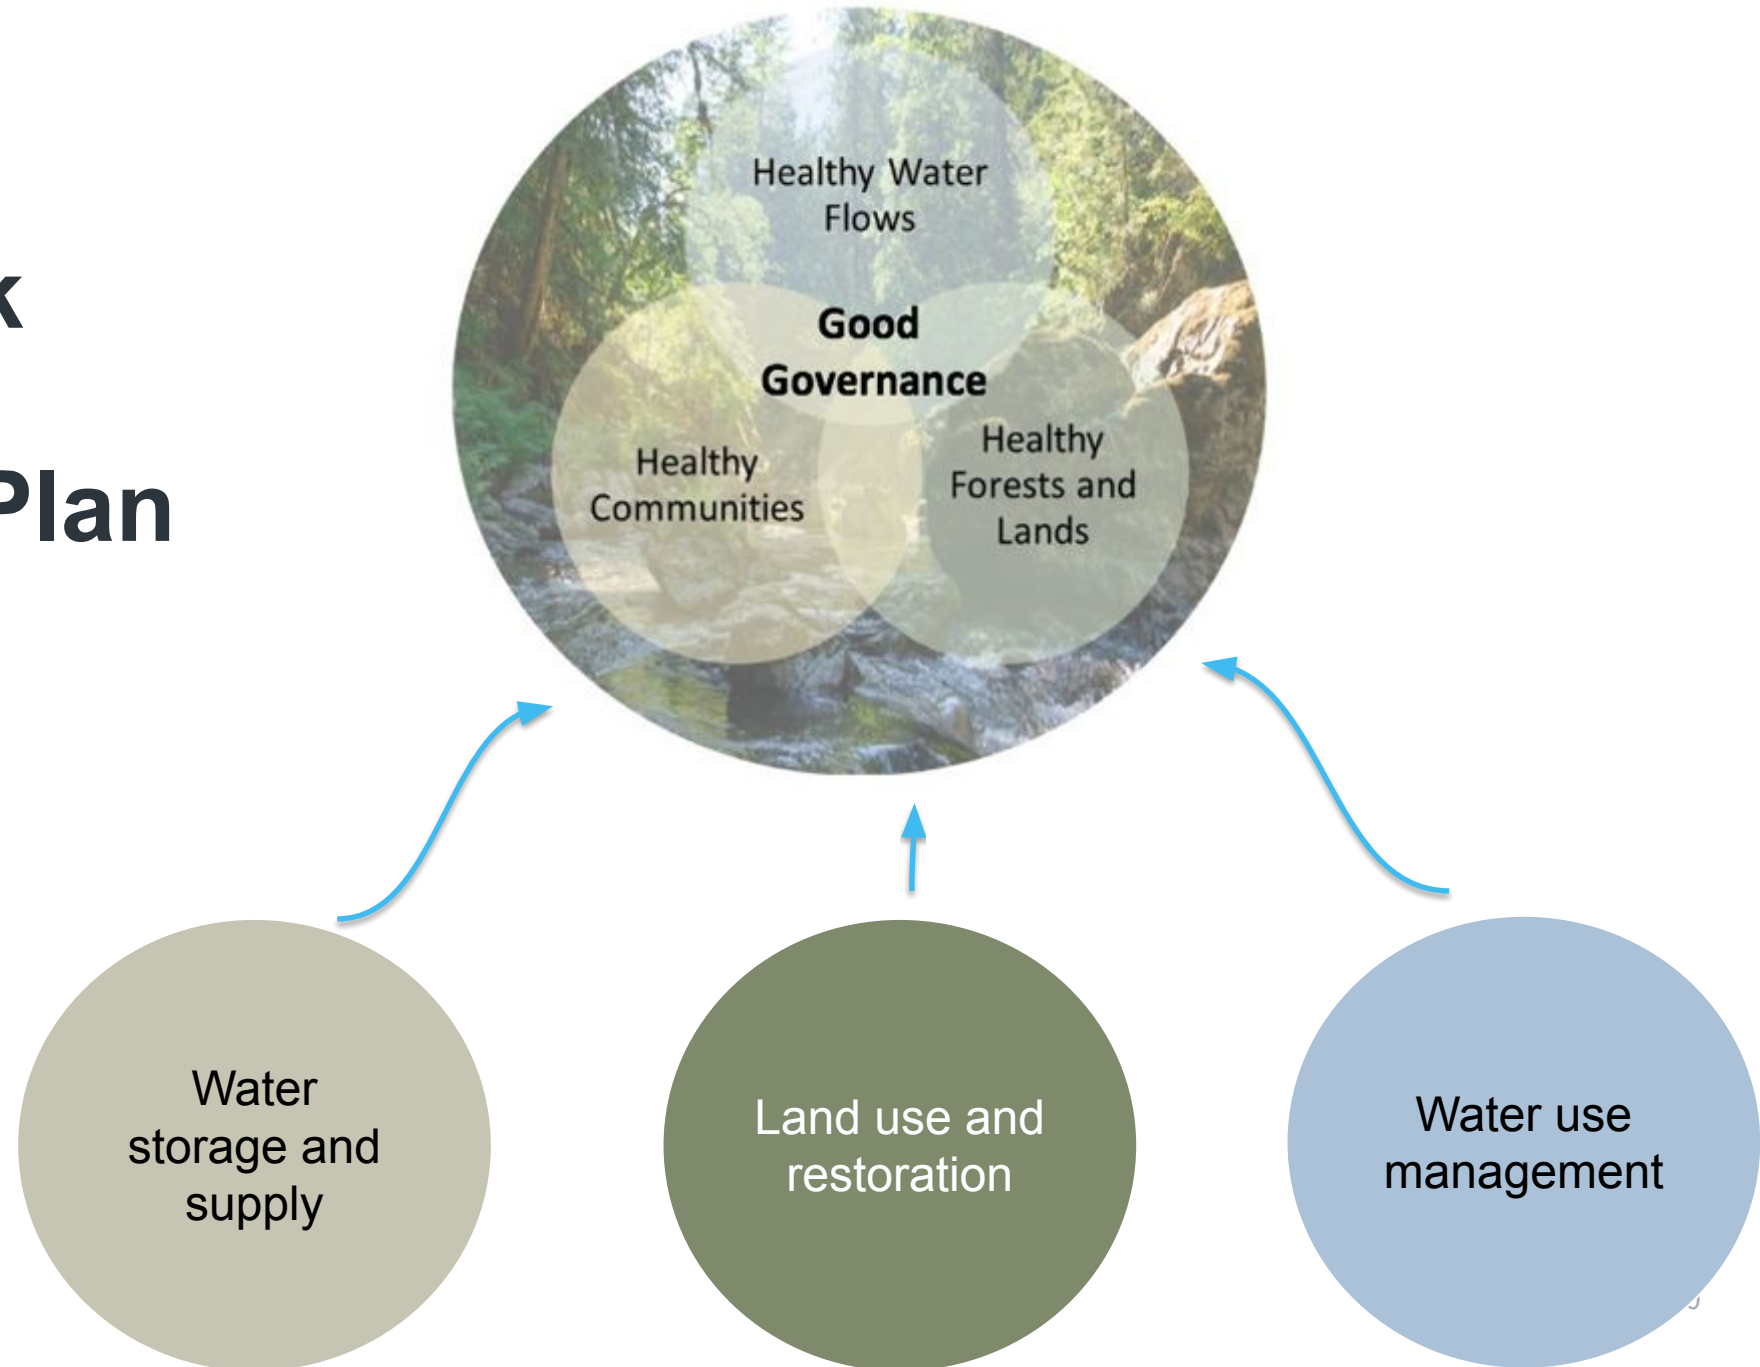 k
Plan
Healthy Water
Flows
Good
Governance
Healthy
Communities
Healthy
Forests and
Lands
Water
storage and
supply
Land use and
restoration
Water use
management